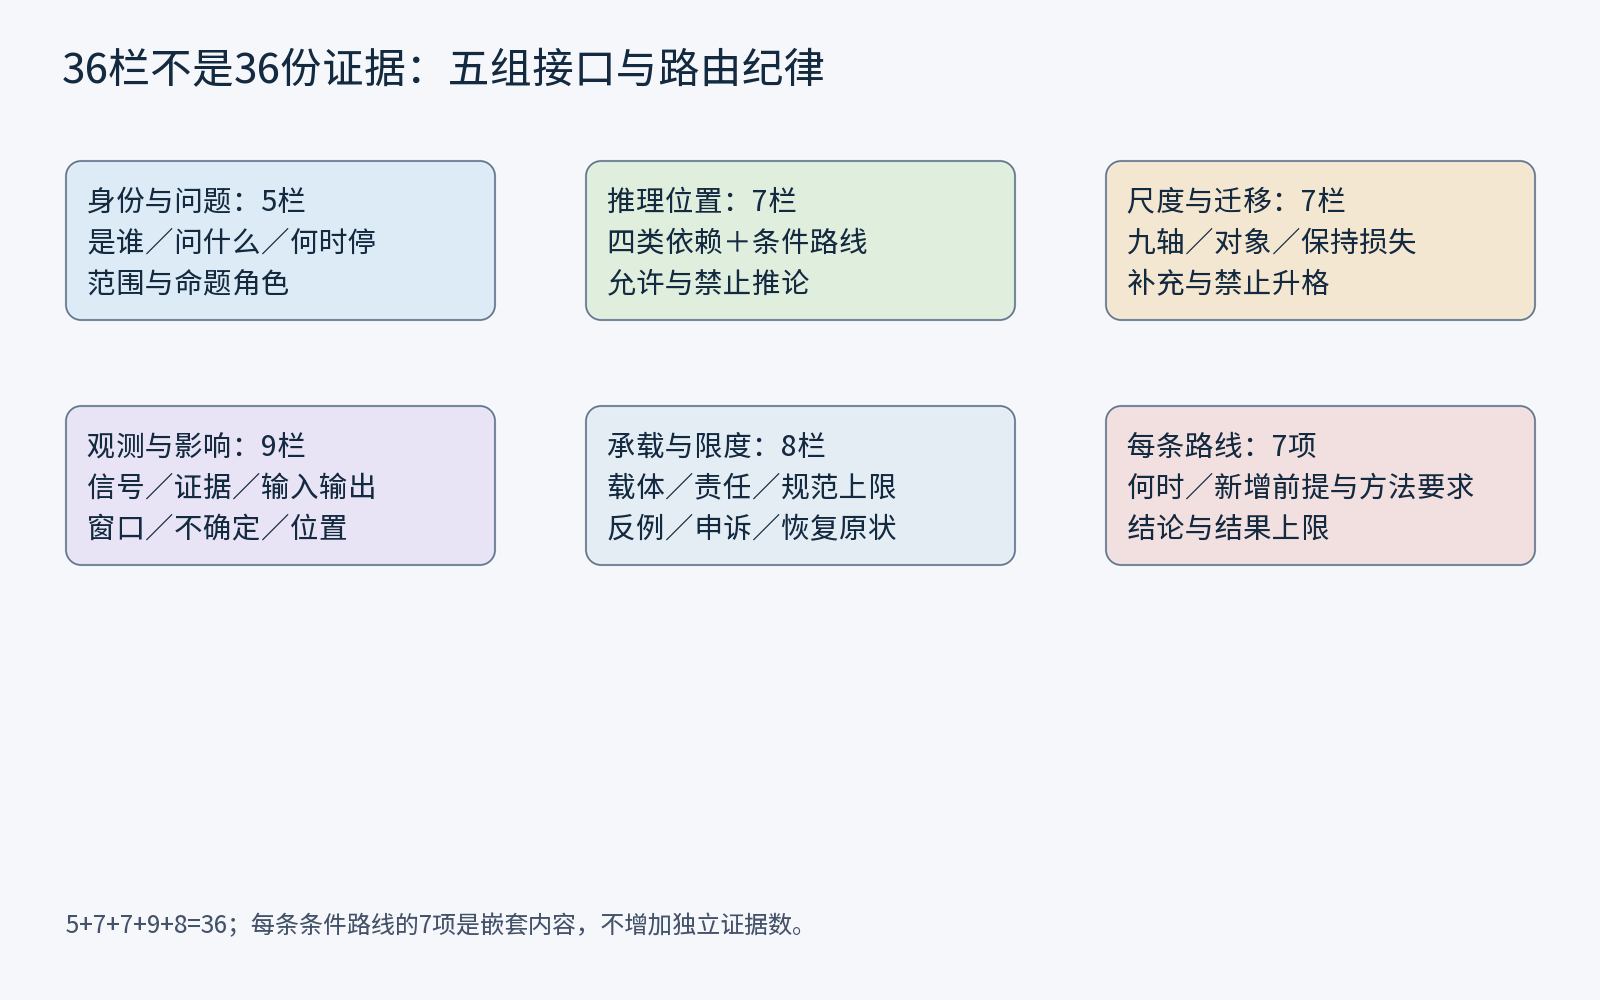 36栏不是36份证据：五组接口与路由纪律
身份与问题：5栏
是谁／问什么／何时停
范围与命题角色
推理位置：7栏
四类依赖＋条件路线
允许与禁止推论
尺度与迁移：7栏
九轴／对象／保持损失
补充与禁止升格
观测与影响：9栏
信号／证据／输入输出
窗口／不确定／位置
承载与限度：8栏
载体／责任／规范上限
反例／申诉／恢复原状
每条路线：7项
何时／新增前提与方法要求
结论与结果上限
5+7+7+9+8=36；每条条件路线的7项是嵌套内容，不增加独立证据数。